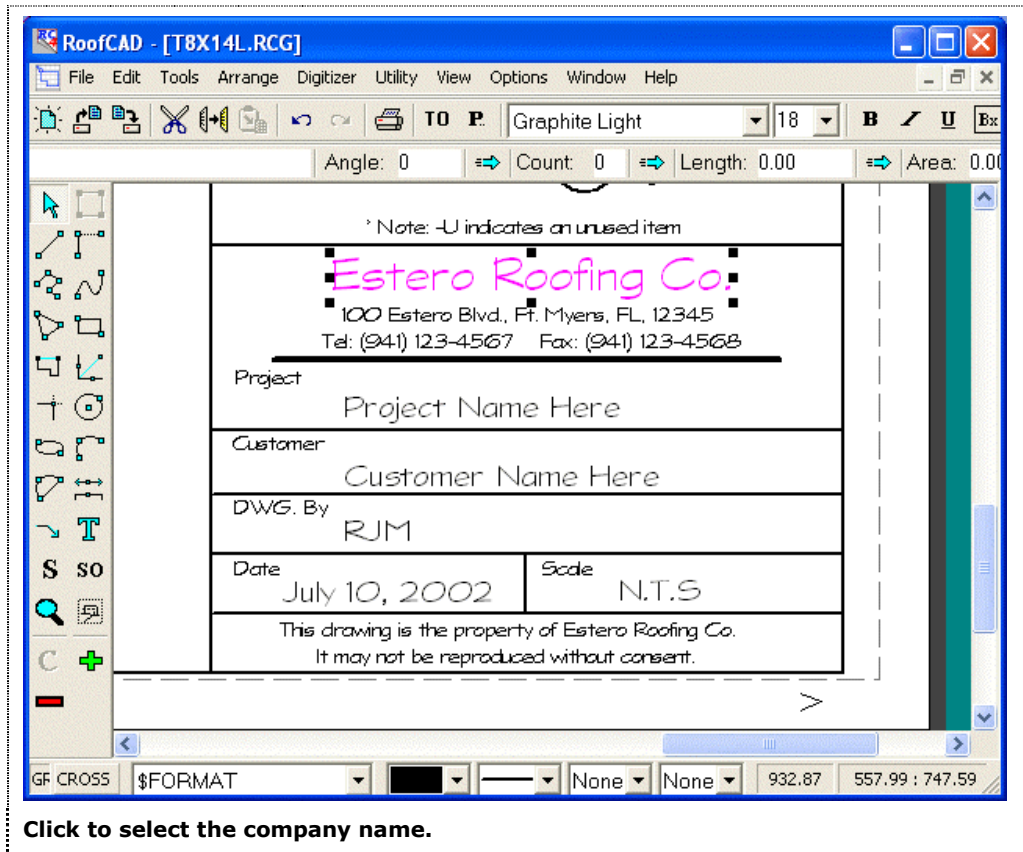 RoofCAD - [T8X14L.RCG]
File Edit Tools Arrange Digitizer Utility View Options Window Help
TO P. Graphite Light 18 B I U Bx
Angle: 0 Count: 0 Length: 0.00 Area: 0.00
* Note: -U indicates an unused item
Estero Roofing Co.
100 Estero Blvd., Ft. Myers, FL, 12345
Tel: (941) 123-4567 Fax: (941) 123-4568
Project
Project Name Here
Customer
Customer Name Here
DWG. By
RJM
Date Scale
July 10, 2002 N.T.S
This drawing is the property of Estero Roofing Co.
It may not be reproduced without consent.
T
S SO
C
>
GF CROSS $FORMAT None None 932.87 557.99 : 747.59
Click to select the company name.